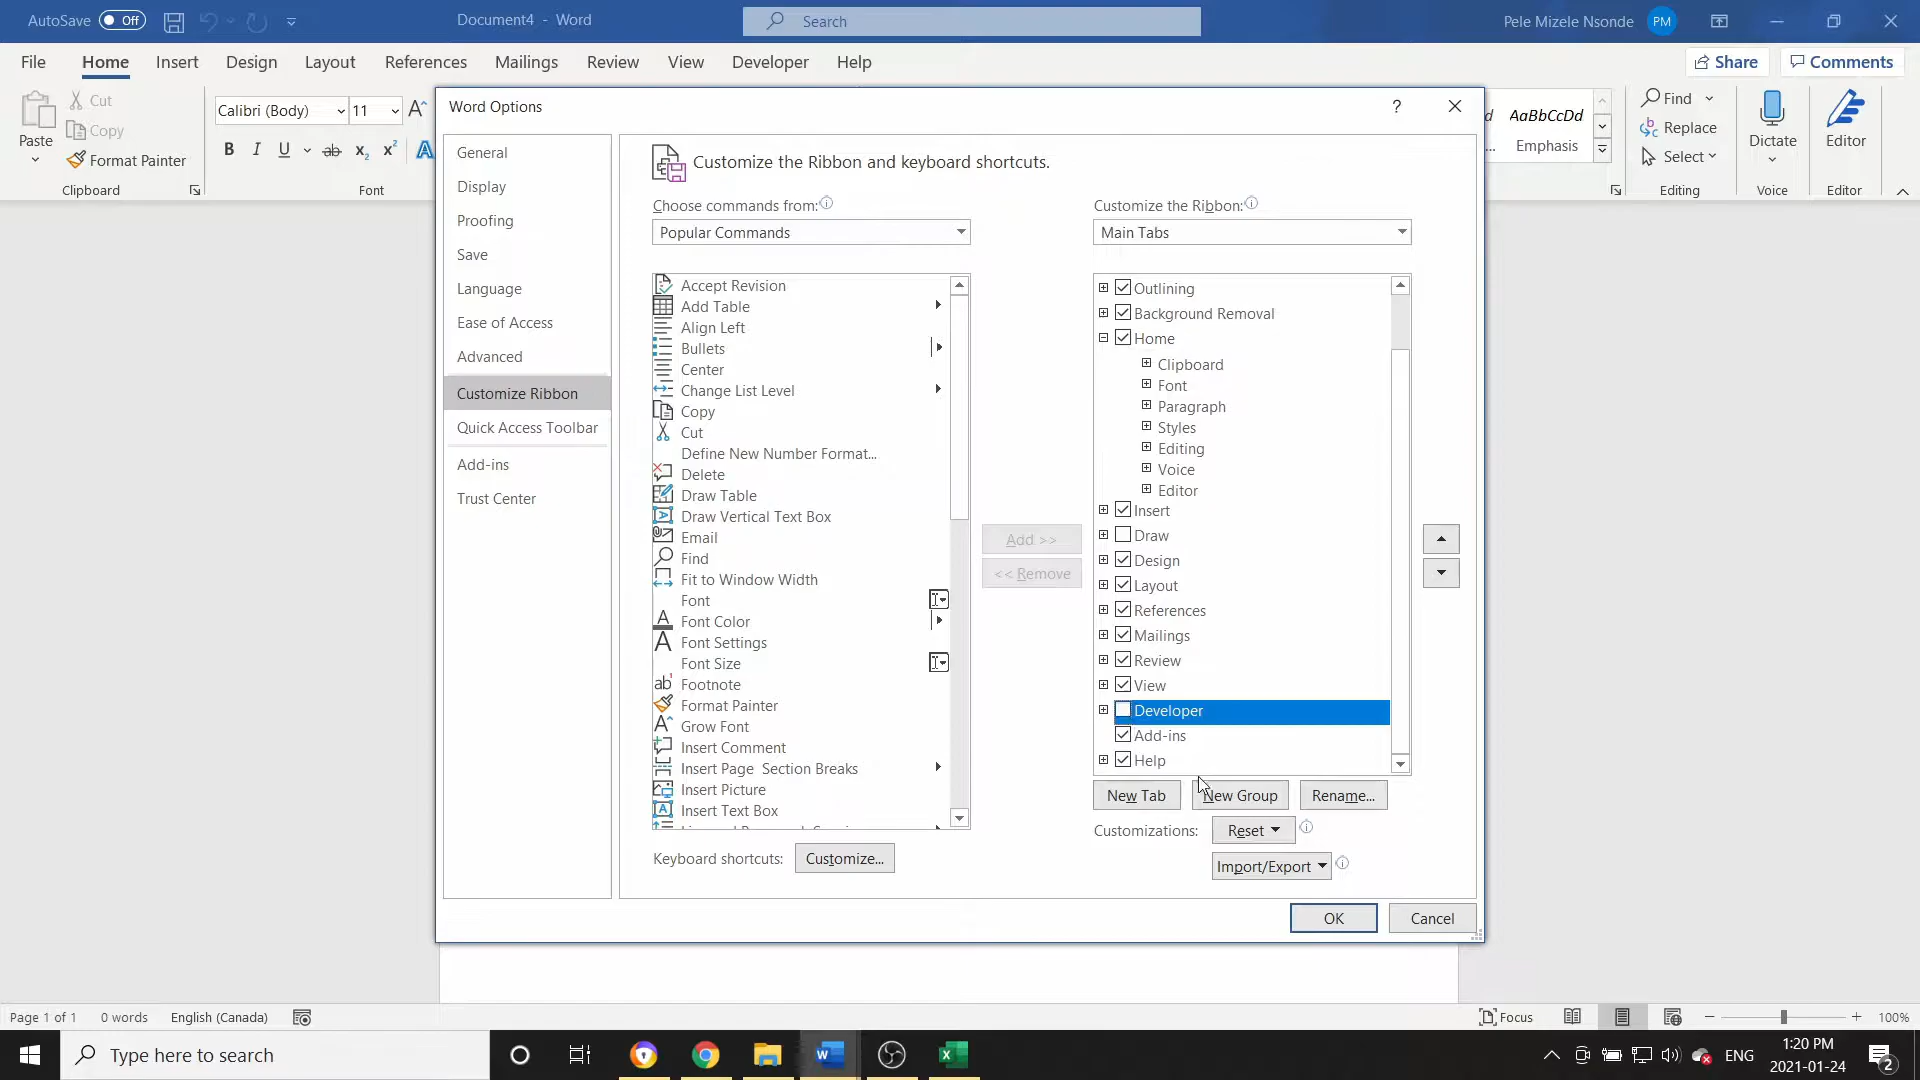 AutoSave Off Document4 - Word Search Pele Mizele Nsonde PM
File Home Insert Design Layout References Mailings Review View Developer Help Share Comments
Paste
Cut
Copy
Format Painter
Clipboard
Calibri (Body) 11
Font
AaBbCcDd
Emphasis
Find
Replace
Select
Editing
Dictate
Voice
Editor
Editor
Word Options
General
Display
Proofing
Save
Language
Ease of Access
Advanced
Customize Ribbon
Quick Access Toolbar
Add-ins
Trust Center
Customize the Ribbon and keyboard shortcuts.
Choose commands from:
Popular Commands
Accept Revision
Add Table
Align Left
Bullets
Center
Change List Level
Copy
Cut
Define New Number Format...
Delete
Draw Table
Draw Vertical Text Box
Email
Find
Fit to Window Width
Font
Font Color
Font Settings
Font Size
Footnote
Format Painter
Grow Font
Insert Comment
Insert Page Section Breaks
Insert Picture
Insert Text Box
Keyboard shortcuts: Customize...
Add >>
<< Remove
Customize the Ribbon:
Main Tabs
Outlining
Background Removal
Home
Clipboard
Font
Paragraph
Styles
Editing
Voice
Editor
Insert
Draw
Design
Layout
References
Mailings
Review
View
Developer
Add-ins
Help
New Tab New Group Rename...
Customizations: Reset
Import/Export
OK Cancel
Page 1 of 1 0 words English (Canada) Focus 100%
Type here to search
ENG
1:20 PM
2021-01-24
2